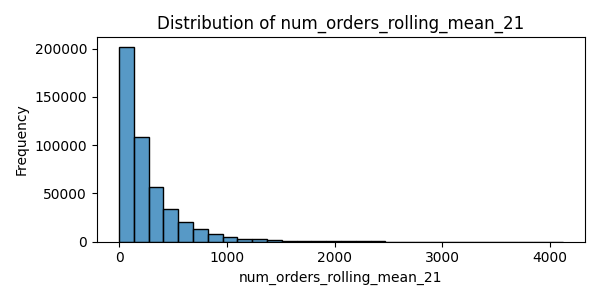 Distribution of num_orders_rolling_mean_21
Frequency
200000
150000
100000
50000
0
0 1000 2000 3000 4000
num_orders_rolling_mean_21